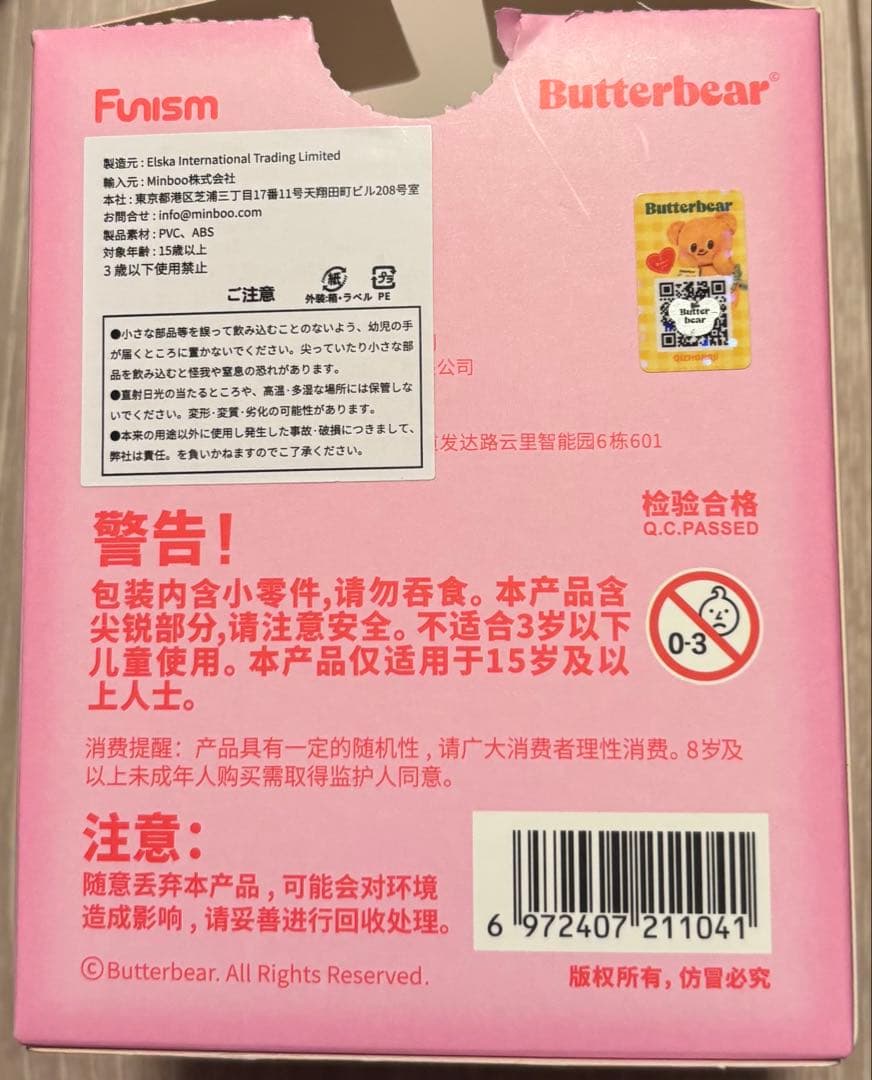 Funism
Butterbear©
製造元 : Elska International Trading Limited
輸入元 : Minboo株式会社
本社 : 東京都港区芝浦三丁目17番11号天翔田町ビル208号室
お問合せ : info@minboo.com
製品素材 : PVC、ABS
対象年齢 : 15歳以上
3歳以下使用禁止
ご注意
紙
プラ
外装:箱・ラベル PE
●小さな部品等を誤って飲み込むことのないよう、幼児の手
が届くところに置かないでください。尖っていたり小さな部
品を飲み込むと怪我や窒息の恐れがあります。
●直射日光の当たるところや、高温・多湿な場所には保管しな
いでください。変形・変質・劣化の可能性があります。
●本来の用途以外に使用し発生した事故・破損につきまして、
弊社は責任。を負いかねますのでご了承ください。
Butterbear
Butter
bear
QIZHONGJI
公司
发达路云里智能园6栋601
检验合格
Q.C.PASSED
警告!
包装内含小零件,请勿吞食。本产品含
尖锐部分,请注意安全。不适合3岁以下
儿童使用。本产品仅适用于15岁及以
上人士。
0-3
消费提醒：产品具有一定的随机性,请广大消费者理性消费。8岁及
以上未成年人购买需取得监护人同意。
注意：
随意丢弃本产品,可能会对环境
造成影响,请妥善进行回收处理。
6 972407 211041
©Butterbear. All Rights Reserved.
版权所有,仿冒必究